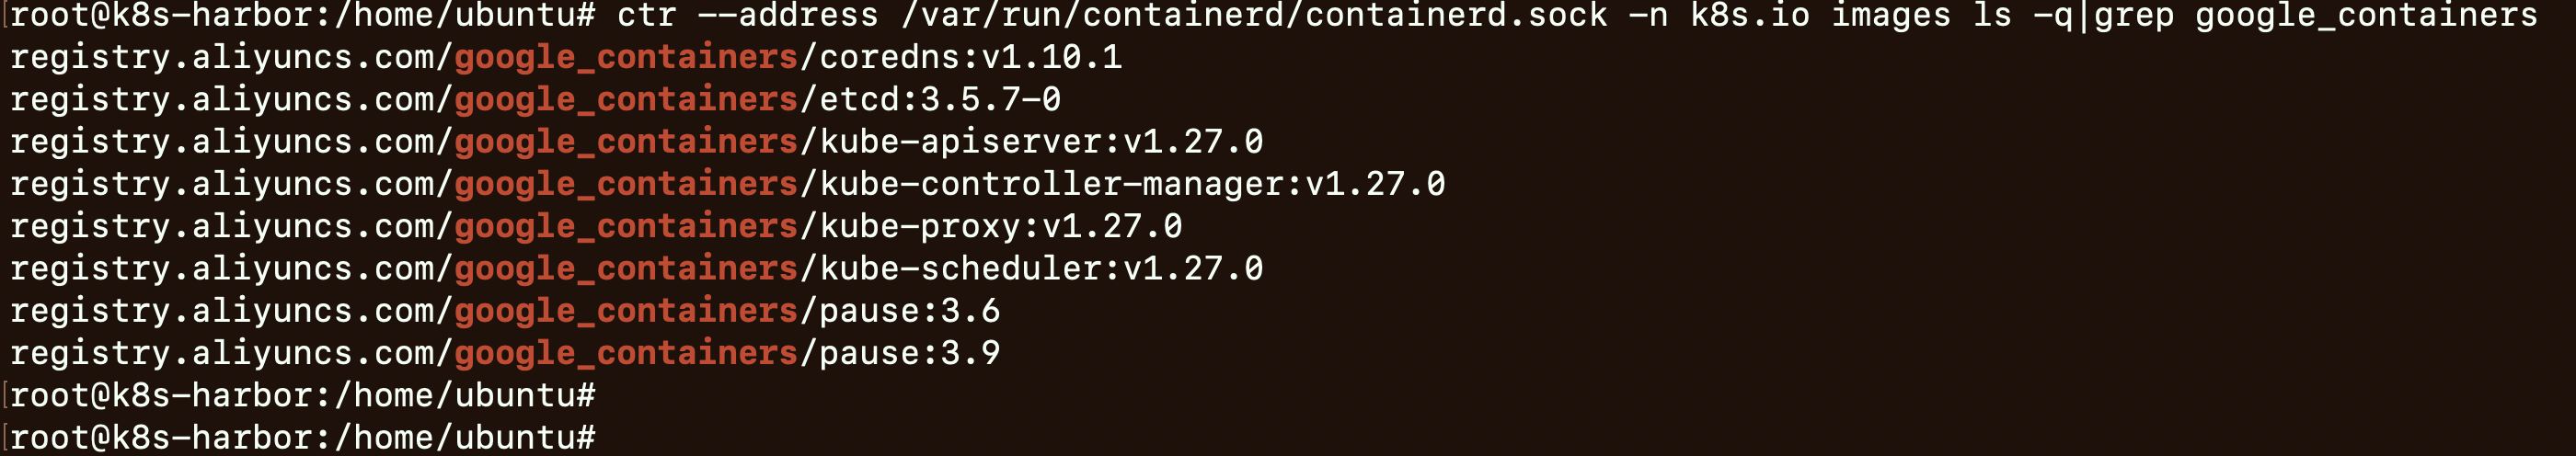 [root@k8s-harbor:/home/ubuntu# ctr --address /var/run/containerd/containerd.sock -n k8s.io images ls -q|grep google_containers
registry.aliyuncs.com/google_containers/coredns:v1.10.1
registry.aliyuncs.com/google_containers/etcd:3.5.7-0
registry.aliyuncs.com/google_containers/kube-apiserver:v1.27.0
registry.aliyuncs.com/google_containers/kube-controller-manager:v1.27.0
registry.aliyuncs.com/google_containers/kube-proxy:v1.27.0
registry.aliyuncs.com/google_containers/kube-scheduler:v1.27.0
registry.aliyuncs.com/google_containers/pause:3.6
registry.aliyuncs.com/google_containers/pause:3.9
[root@k8s-harbor:/home/ubuntu#
[root@k8s-harbor:/home/ubuntu#